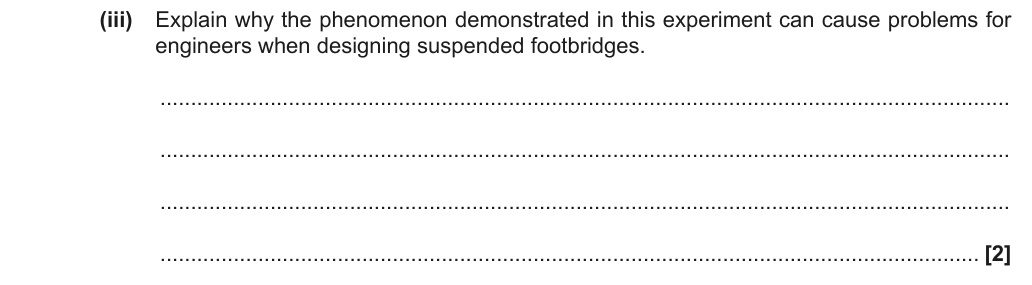 (iii) Explain why the phenomenon demonstrated in this experiment can cause problems for
engineers when designing suspended footbridges.
..........................................................................................................................................
..........................................................................................................................................
..........................................................................................................................................
..................................................................................................................................... [2]